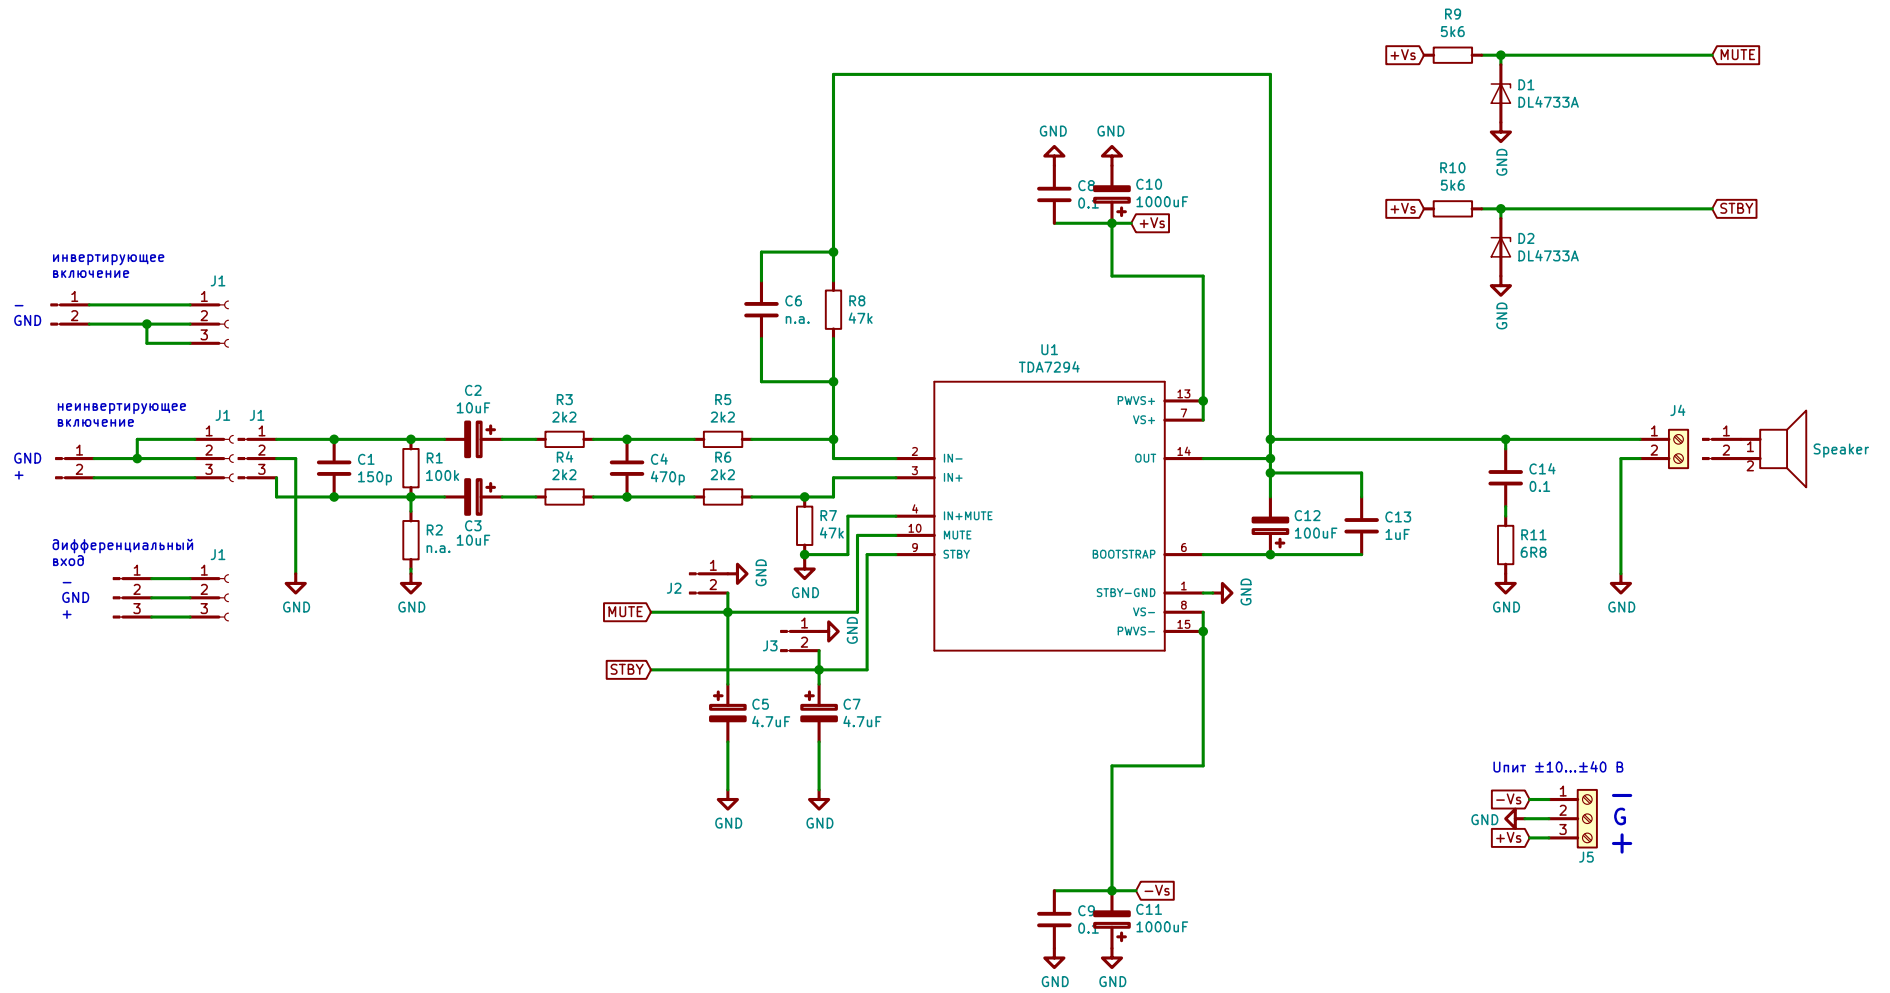 R9
5k6
+Vs
MUTE
D1
DL4733A
GND
R10
5k6
+Vs
STBY
D2
DL4733A
GND
GND
GND
C8
0.1
C10
1000uF
+Vs
инвертирующее
включение
J1
-
1
1
GND
2
2
3
C6
n.a.
R8
47k
U1
TDA7294
PWVS+
13
VS+
7
OUT
14
BOOTSTRAP
6
STBY-GND
1
VS-
8
PWVS-
15
2
IN-
3
IN+
4
IN+MUTE
10
MUTE
9
STBY
неинвертирующее
включение
J1
J1
1
1
GND
1
2
2
+
2
3
3
C1
150p
R1
100k
C2
10uF
R3
2k2
R5
2k2
R4
2k2
C4
470p
R6
2k2
C3
10uF
R2
n.a.
R7
47k
GND
GND
GND
дифференциальный
вход
J1
-
1
1
GND
2
2
+
3
3
J2
1
2
GND
MUTE
J3
1
2
GND
STBY
C5
4.7uF
C7
4.7uF
GND
GND
C12
100uF
C13
1uF
GND
C14
0.1
R11
6R8
GND
J4
1
2
1
2
1
2
Speaker
GND
Uпит ±10...±40 В
-Vs
1
-
GND
2
G
+Vs
3
+
J5
-Vs
C9
0.1
C11
1000uF
GND
GND